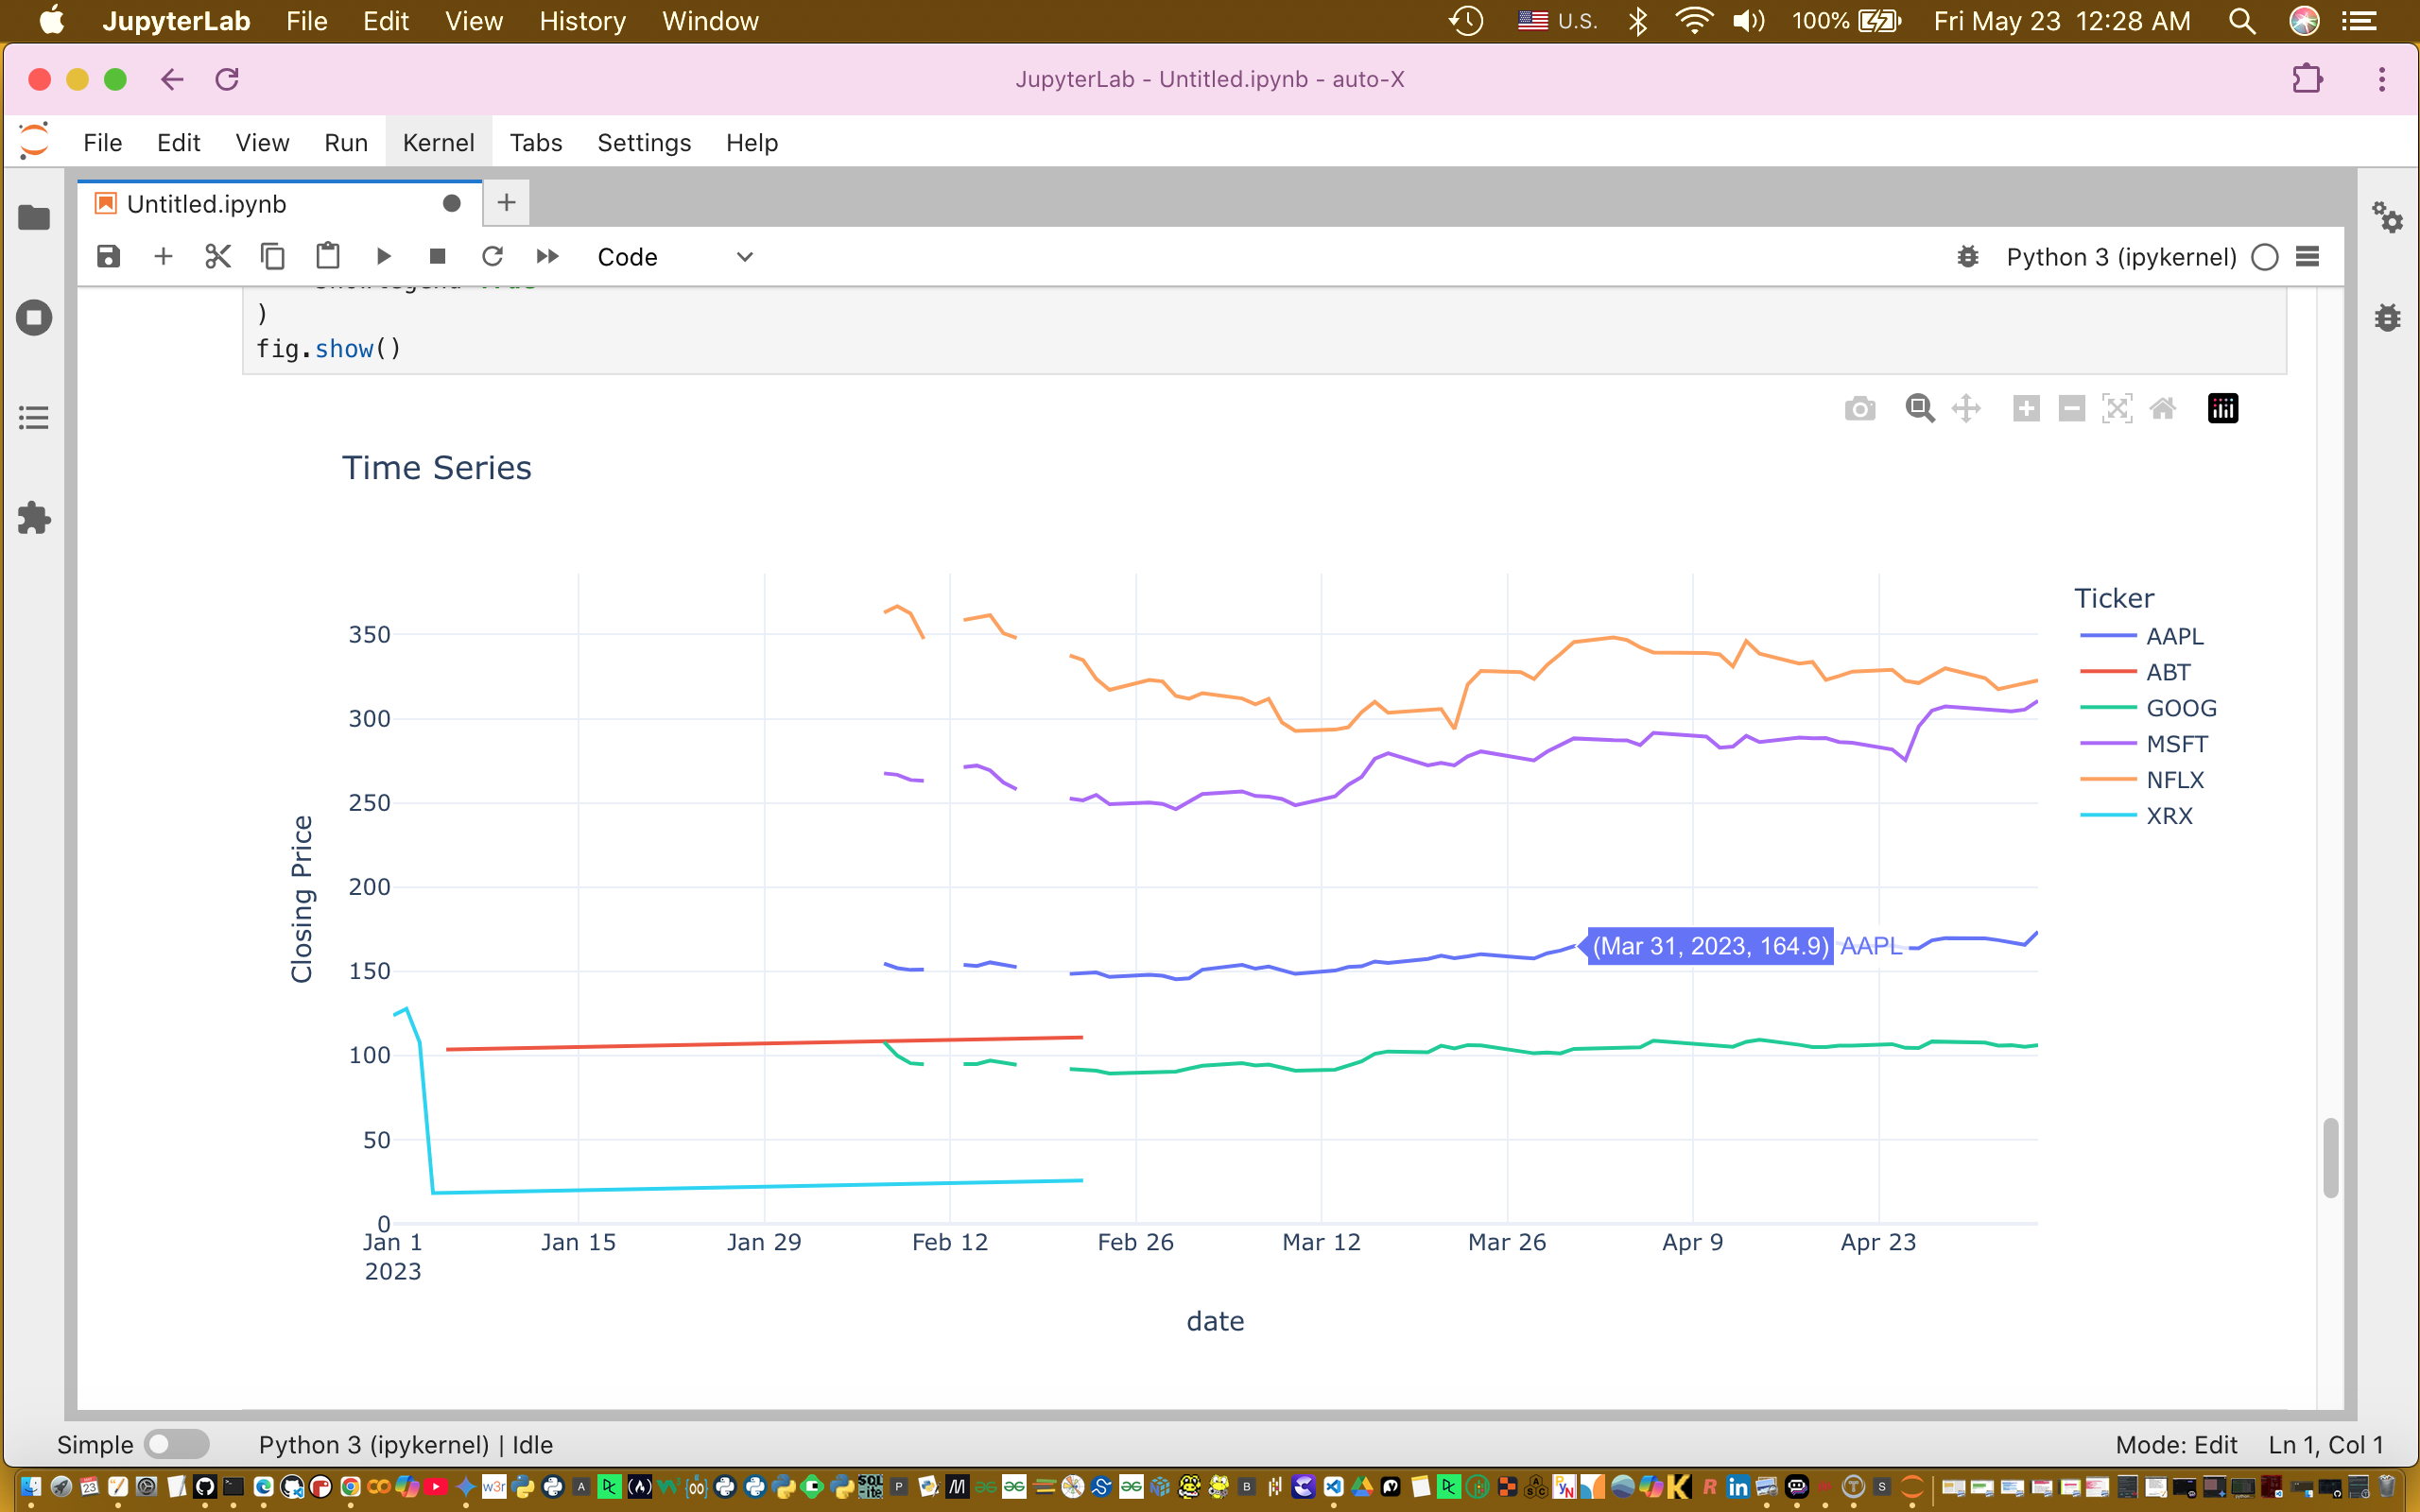 JupyterLab File Edit View History Window U.S. 100% Fri May 23 12:28 AM
JupyterLab - Untitled.ipynb - auto-X
File Edit View Run Kernel Tabs Settings Help
Untitled.ipynb
Code Python 3 (ipykernel)
)
fig.show()
Time Series
Closing Price
350
300
250
200
150
100
50
0
(Mar 31, 2023, 164.9) AAPL
Ticker
AAPL
ABT
GOOG
MSFT
NFLX
XRX
Jan 1 Jan 15 Jan 29 Feb 12 Feb 26 Mar 12 Mar 26 Apr 9 Apr 23
2023
date
Simple Python 3 (ipykernel) | Idle Mode: Edit Ln 1, Col 1